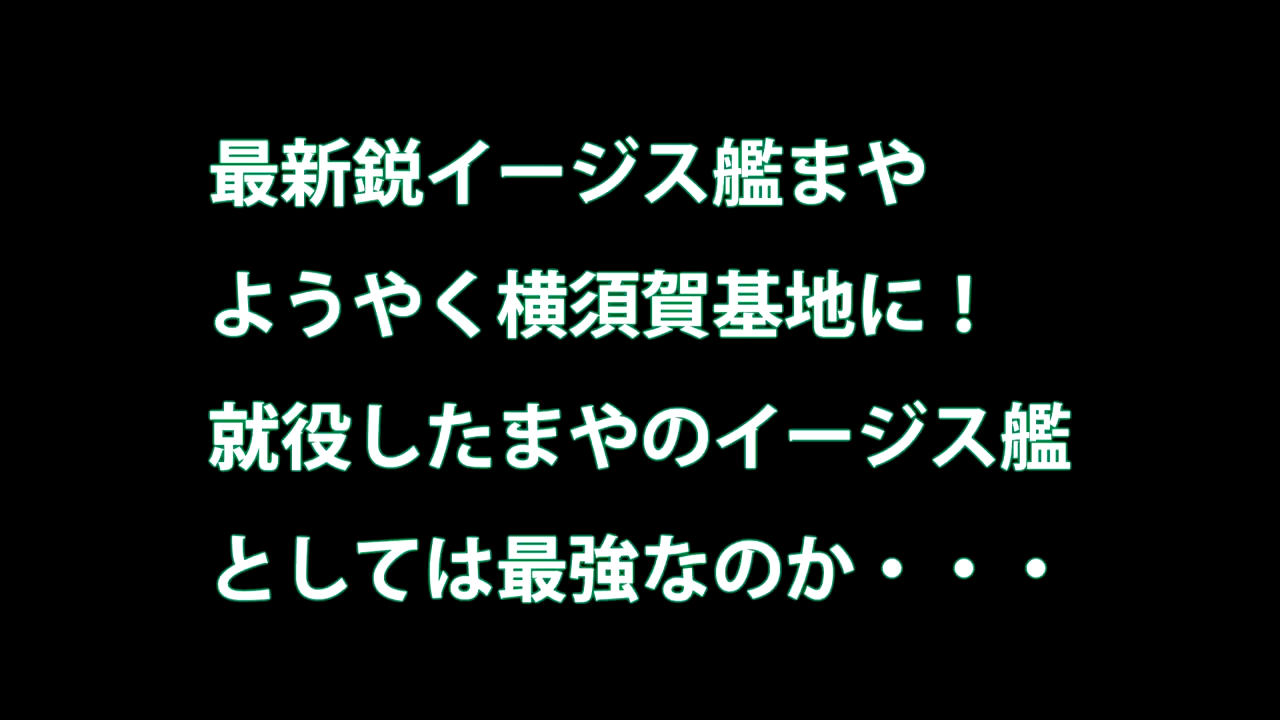 最新鋭イージス艦まや
ようやく横須賀基地に！
就役したまやのイージス艦
としては最強なのか・・・